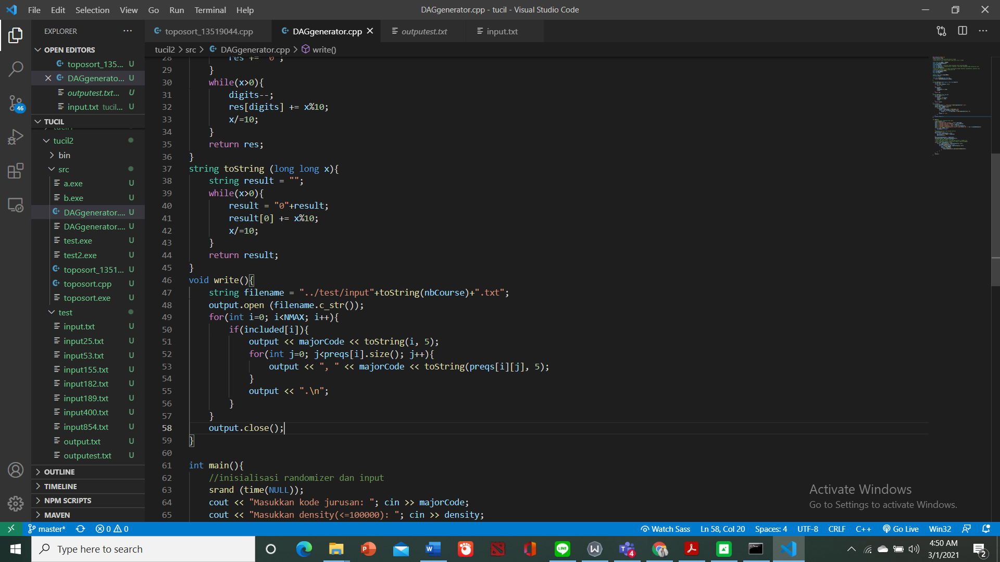 File Edit Selection View Go Run Terminal Help
DAGgenerator.cpp - tucil - Visual Studio Code
EXPLORER
toposort_13519044.cpp
DAGgenerator.cpp
outputest.txt
input.txt
OPEN EDITORS
tucil2 > src > DAGgenerator.cpp > write()
toposort_135... U
DAGgenerato... U
outputest.txt... U
input.txt tucil... U
46
TUCIL
tucil2
bin
src
a.exe U
b.exe U
DAGgenerator.... U
DAGgenerator.... U
test.exe U
test2.exe U
toposort_1351... U
toposort.cpp U
toposort.exe U
test
input.txt U
input25.txt U
input53.txt U
input155.txt U
input182.txt U
input189.txt U
input400.txt U
input854.txt U
output.txt U
outputest.txt U
OUTLINE
TIMELINE
NPM SCRIPTS
MAVEN
28 res += "0";
29 }
30 while(x>0){
31 digits--;
32 res[digits] += x%10;
33 x/=10;
34 }
35 return res;
36 }
37 string toString (long long x){
38 string result = "";
39 while(x>0){
40 result = "0"+result;
41 result[0] += x%10;
42 x/=10;
43 }
44 return result;
45 }
46 void write(){
47 string filename = "../test/input"+toString(nbCourse)+".txt";
48 output.open (filename.c_str());
49 for(int i=0; i<NMAX; i++){
50 if(included[i]){
51 output << majorCode << toString(i, 5);
52 for(int j=0; j<preqs[i].size(); j++){
53 output << ", " << majorCode << toString(preqs[i][j], 5);
54 }
55 output << ".\n";
56 }
57 }
58 output.close();
59 }
60
61 int main(){
62 //inisialisasi randomizer dan input
63 srand (time(NULL));
64 cout << "Masukkan kode jurusan: "; cin >> majorCode;
65 cout << "Masukkan density(<=100000): "; cin >> density;
Activate Windows
Go to Settings to activate Windows.
master* 0 0
Watch Sass Ln 58, Col 20 Spaces: 4 UTF-8 CRLF C++ Go Live Win32
Type here to search
4
4:50 AM
3/1/2021
2